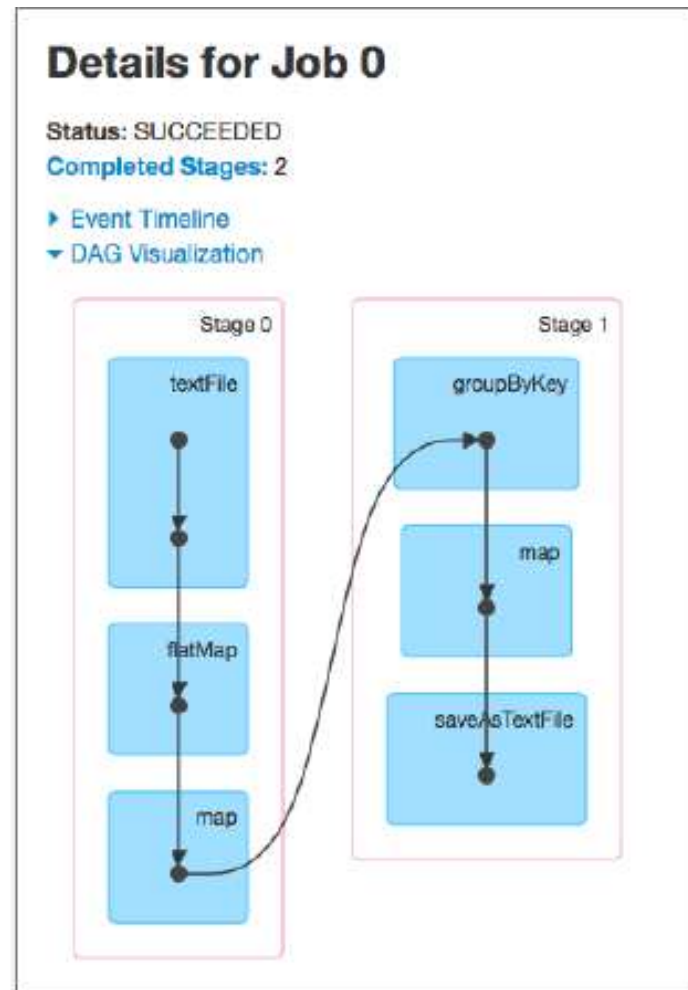 Details for Job 0
Status: SUCCEEDED
Completed Stages: 2
Event Timeline
DAG Visualization
Stage 0
textFile
flatMap
map
Stage 1
groupByKey
map
saveAsTextFile